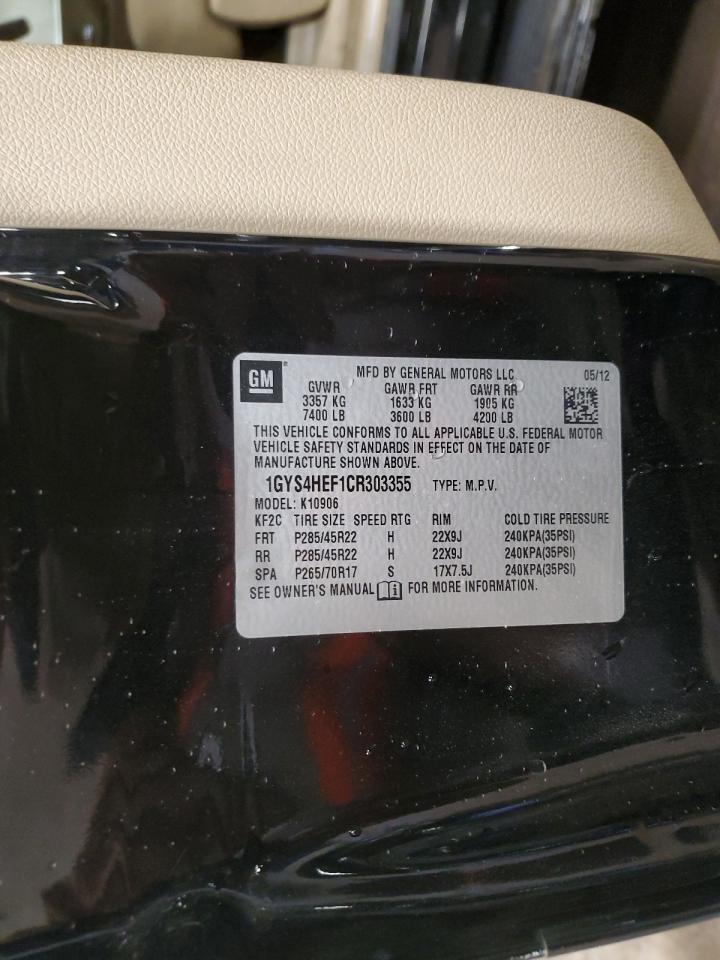 GM
MFD BY GENERAL MOTORS LLC 05/12
GVWR GAWR FRT GAWR RR
3357 KG 1633 KG 1905 KG
7400 LB 3600 LB 4200 LB
THIS VEHICLE CONFORMS TO ALL APPLICABLE U.S. FEDERAL MOTOR
VEHICLE SAFETY STANDARDS IN EFFECT ON THE DATE OF
MANUFACTURE SHOWN ABOVE.
1GYS4HEF1CR303355 TYPE: M.P.V.
MODEL: K10906
KF2C TIRE SIZE SPEED RTG RIM COLD TIRE PRESSURE
FRT P285/45R22 H 22X9J 240KPA(35PSI)
RR P285/45R22 H 22X9J 240KPA(35PSI)
SPA P265/70R17 S 17X7.5J 240KPA(35PSI)
SEE OWNER'S MANUAL i FOR MORE INFORMATION.